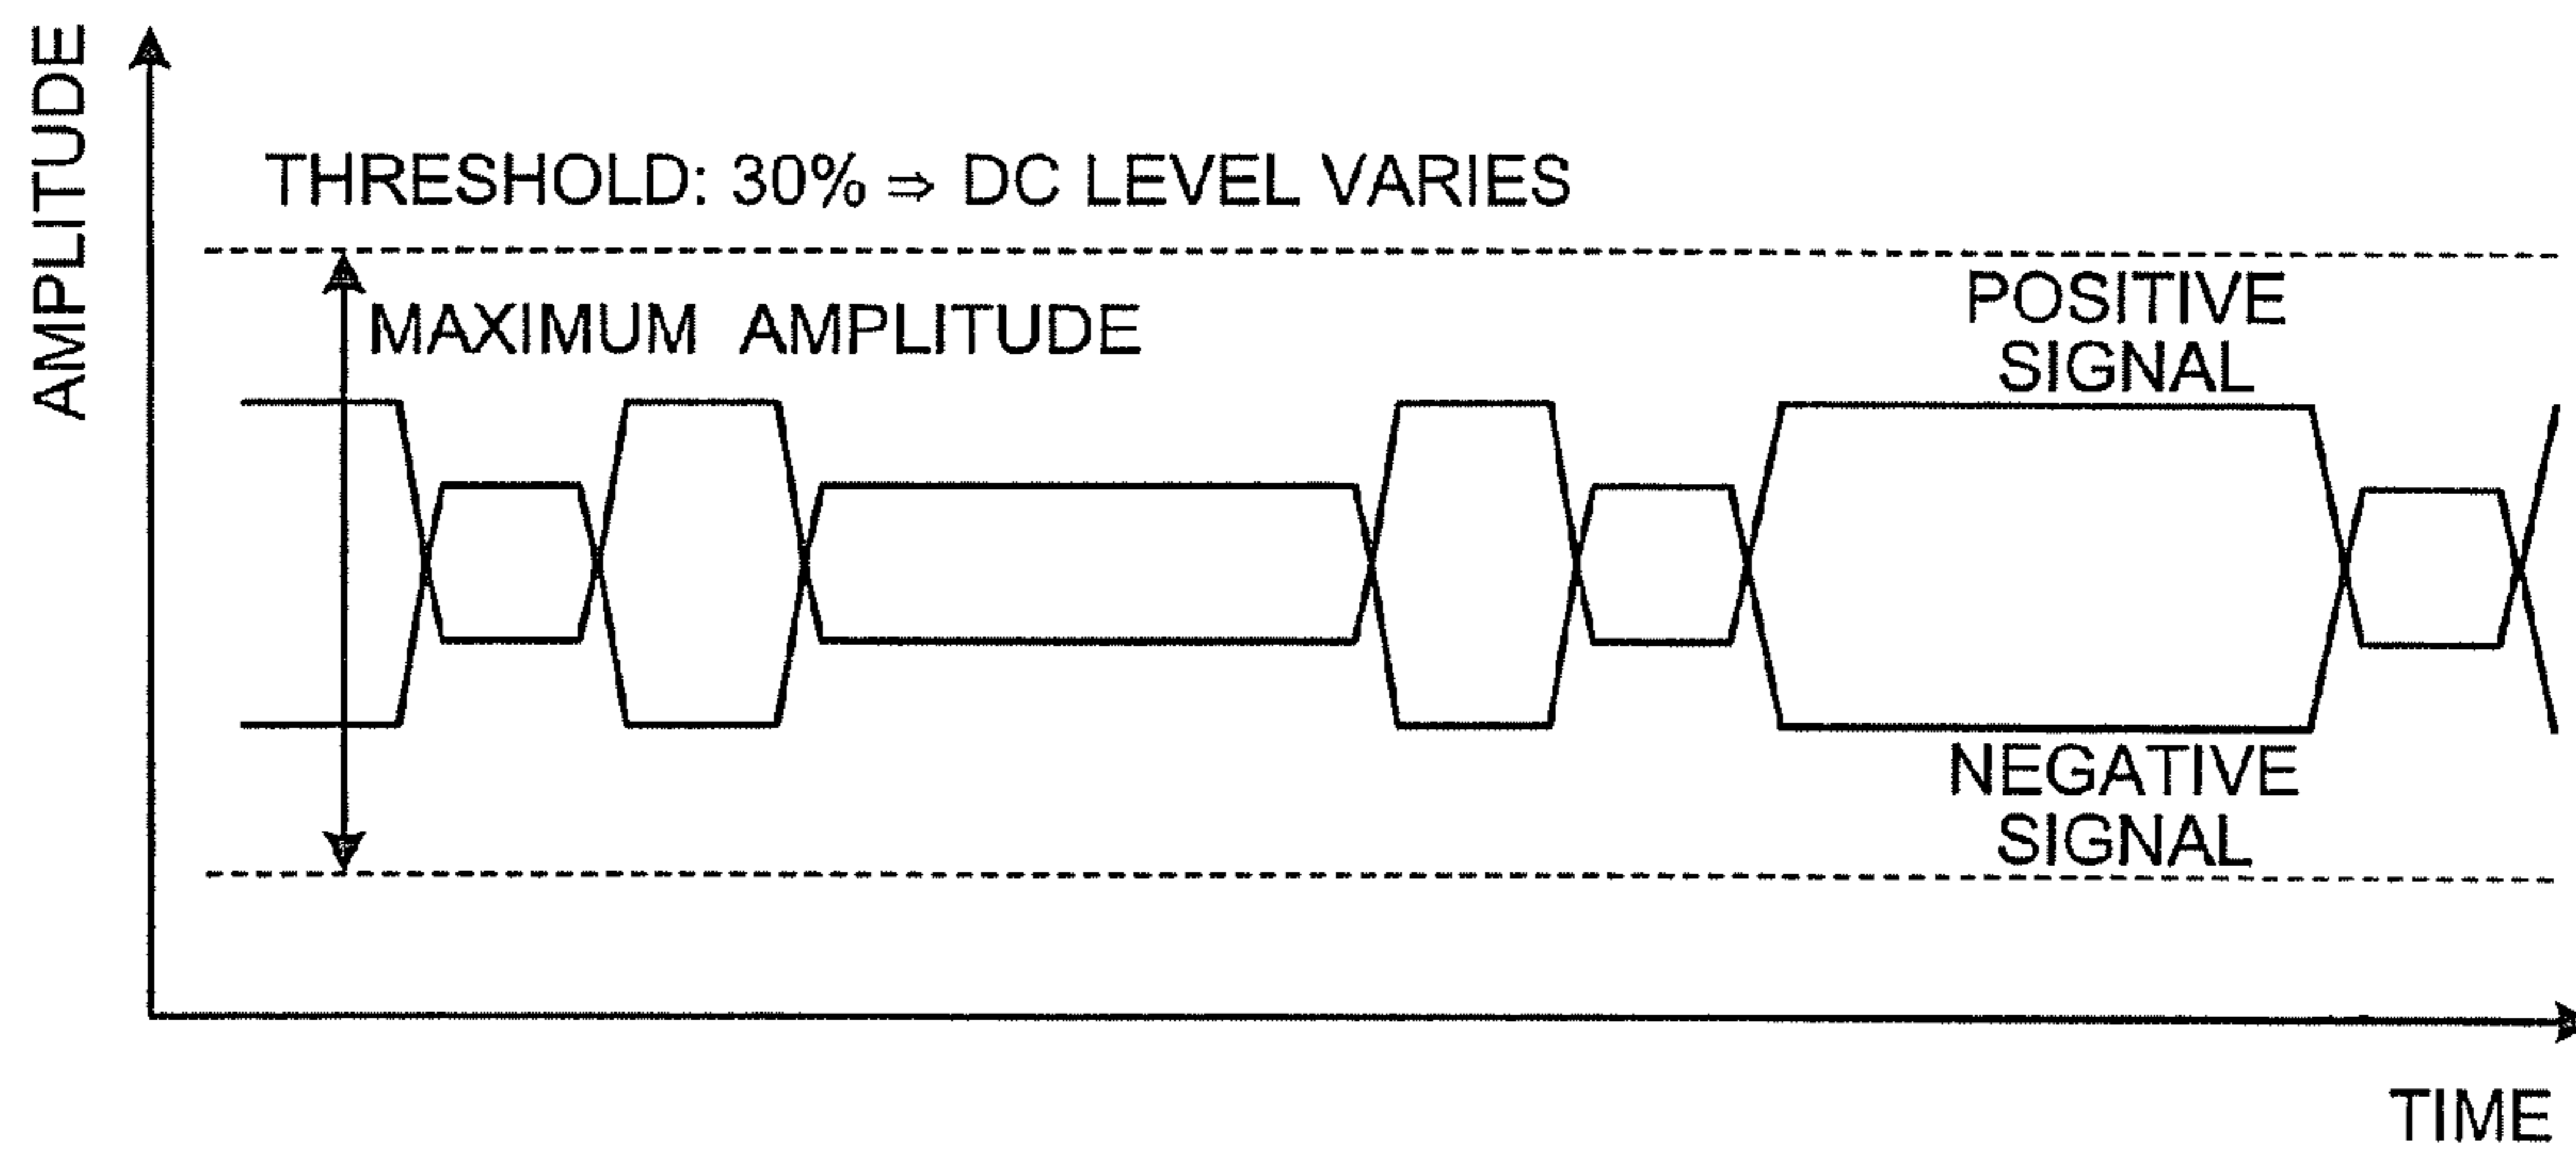 AMPLITUDE
THRESHOLD: 30% ⇒ DC LEVEL VARIES
MAXIMUM AMPLITUDE
POSITIVE
SIGNAL
NEGATIVE
SIGNAL
TIME